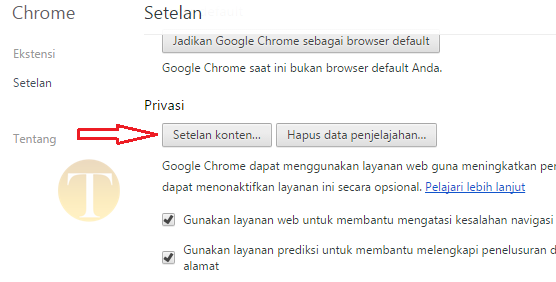 Chrome
Setelan
Ekstensi
Setelan
Tentang
Jadikan Google Chrome sebagai browser default
Google Chrome saat ini bukan browser default Anda.
Privasi
Setelan konten...
Hapus data penjelajahan...
Google Chrome dapat menggunakan layanan web guna meningkatkan
dapat menonaktifkan layanan ini secara opsional. Pelajari lebih lanjut
Gunakan layanan web untuk membantu mengatasi kesalahan navigasi
Gunakan layanan prediksi untuk membantu melengkapi penelusuran
alamat
T